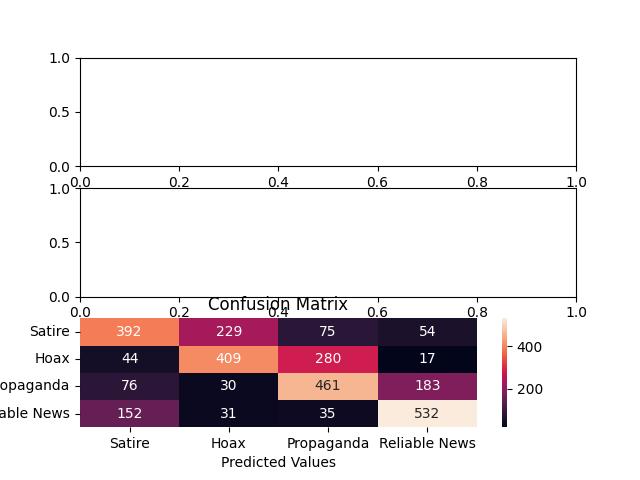 1.0
0.5
0.0
0.0 0.2 0.4 0.6 0.8 1.0
1.0
0.5
0.0
0.0 0.2 0.4 0.6 0.8 1.0
Confusion Matrix
Satire 392 229 75 54
Hoax 44 409 280 17
opaganda 76 30 461 183
able News 152 31 35 532
400
200
Satire Hoax Propaganda Reliable News
Predicted Values